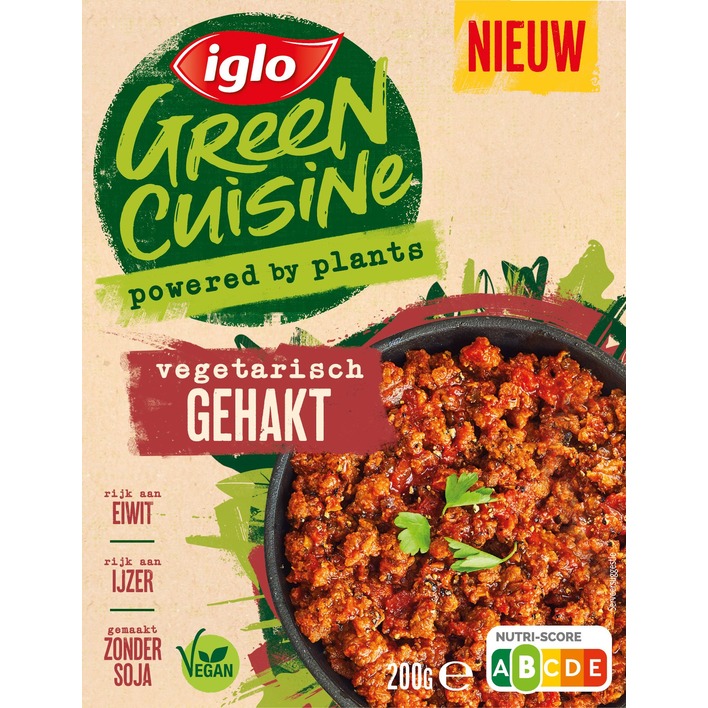 iglo
GREEN
CUISINE
powered by plants
NIEUW
vegetarisch
GEHAKT
rijk aan
EIWIT
rijk aan
IJZER
gemaakt
ZONDER
SOJA
VEGAN
200G e
NUTRI-SCORE
A B C D E
Serveersuggestie